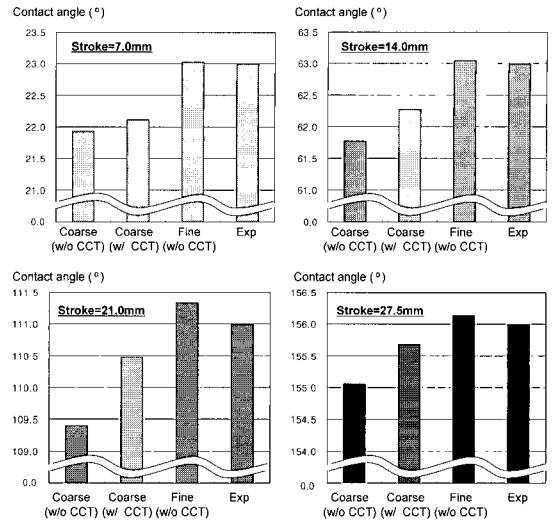 Contact angle (°)
23.5
Stroke=7.0mm
23.0
22.5
22.0
21.5
21.0
0.0
Coarse Coarse Fine Exp
(w/o CCT) (w/ CCT) (w/o CCT)
Contact angle (°)
63.5
Stroke=14.0mm
63.0
62.5
62.0
61.5
61.0
0.0
Coarse Coarse Fine Exp
(w/o CCT) (w/ CCT) (w/o CCT)
Contact angle (°)
111.5
Stroke=21.0mm
111.0
110.5
110.0
109.5
109.0
0.0
Coarse Coarse Fine Exp
(w/o CCT) (w/ CCT) (w/o CCT)
Contact angle (°)
156.5
Stroke=27.5mm
156.0
155.5
155.0
154.5
154.0
0.0
Coarse Coarse Fine Exp
(w/o CCT) (w/ CCT) (w/o CCT)